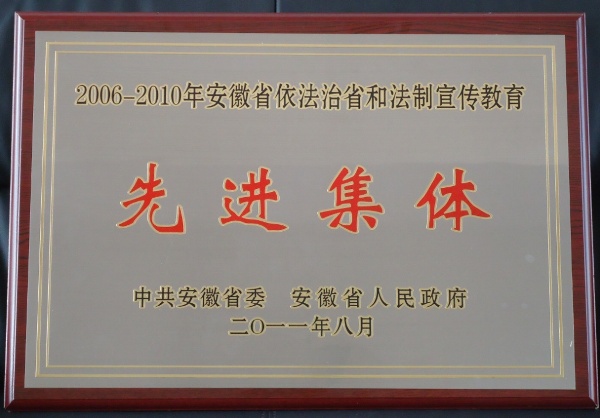 2006-2010年安徽省依法治省和法制宣传教育
先进集体
中共安徽省委 安徽省人民政府
二〇一一年八月